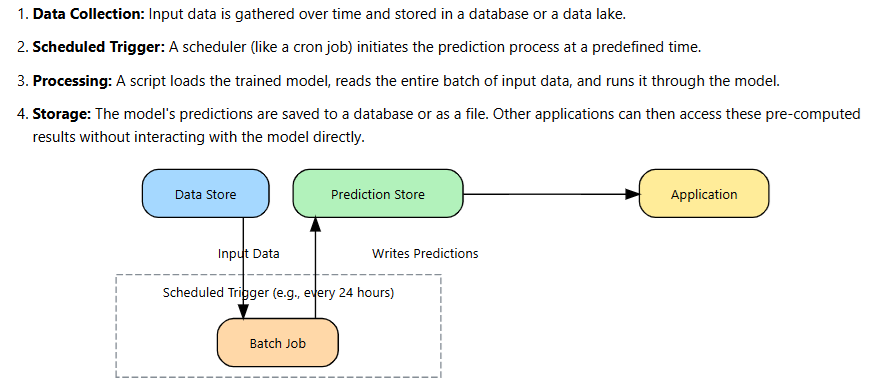 1. Data Collection: Input data is gathered over time and stored in a database or a data lake.
2. Scheduled Trigger: A scheduler (like a cron job) initiates the prediction process at a predefined time.
3. Processing: A script loads the trained model, reads the entire batch of input data, and runs it through the model.
4. Storage: The model's predictions are saved to a database or as a file. Other applications can then access these pre-computed
results without interacting with the model directly.
Data Store
Prediction Store
Application
Input Data
Writes Predictions
Scheduled Trigger (e.g., every 24 hours)
Batch Job